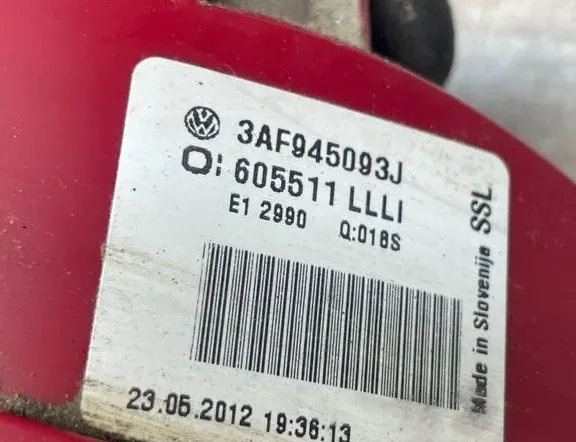 3AF945093J
O: 605511 LLLI
E1 2990 Q:018S
23.05.2012 19:36:13
Made in Slovenija SSL